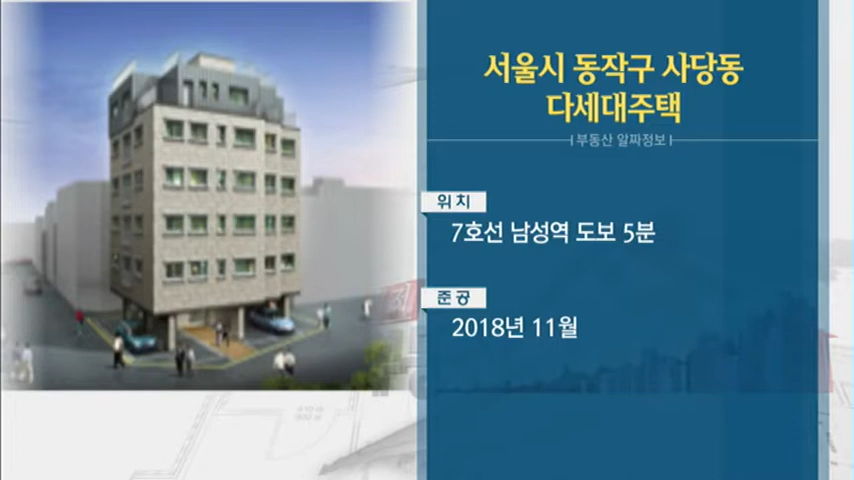 서울시 동작구 사당동
다세대주택
부동산 알짜정보
위치
7호선 남성역 도보 5분
준공
2018년 11월